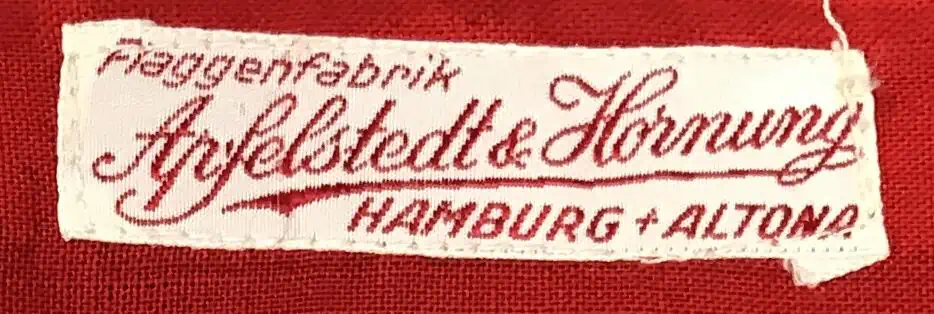 Flaggenfabrik
Apfelstedt & Hornung
HAMBURG + ALTONA